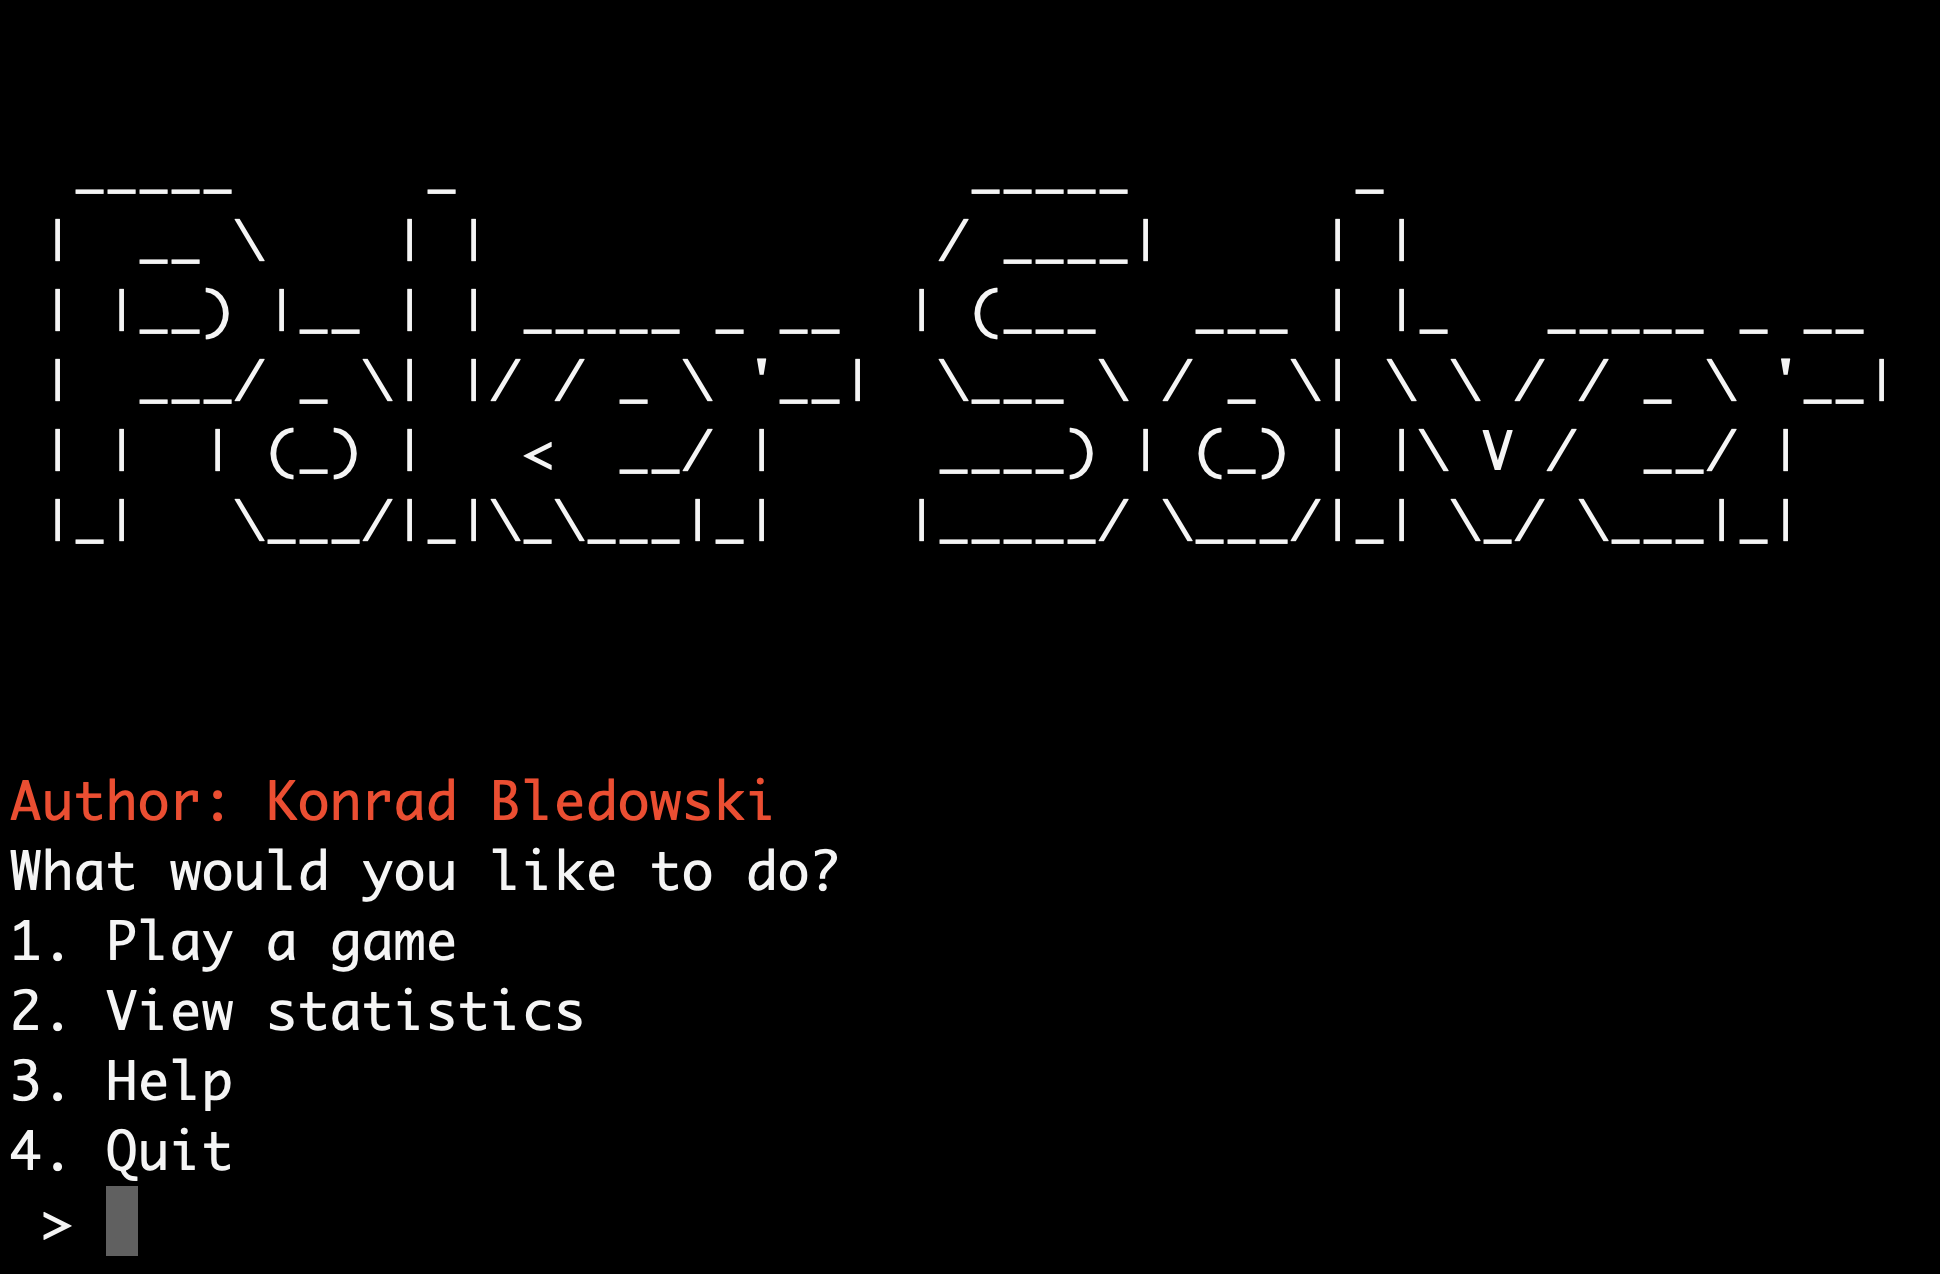 Poker Solver
Author: Konrad Bledowski
What would you like to do?
1. Play a game
2. View statistics
3. Help
4. Quit
>